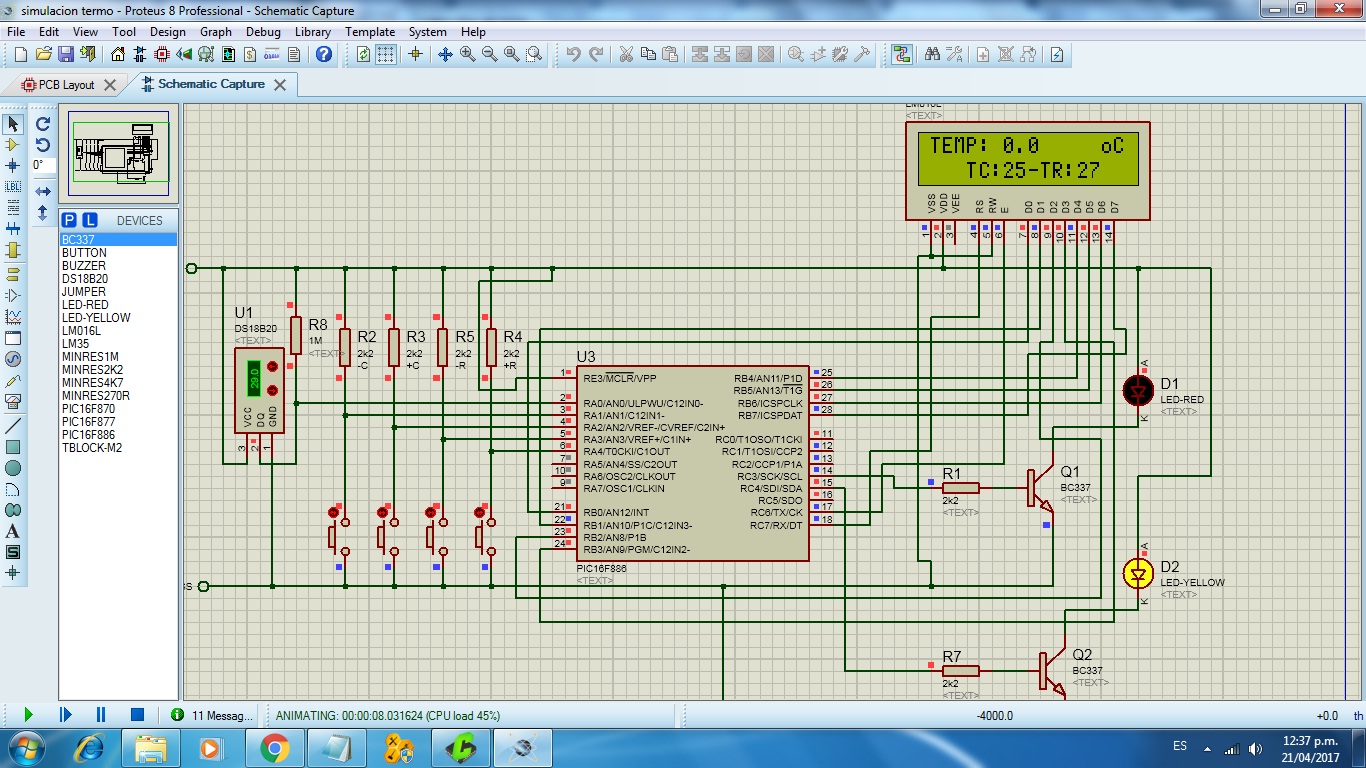 simulacion termo - Proteus 8 Professional - Schematic Capture
File Edit View Tool Design Graph Debug Library Template System Help
PCB Layout
Schematic Capture
0°
LBL
P L DEVICES
BC337
BUTTON
BUZZER
DS18B20
JUMPER
LED-RED
LED-YELLOW
LM016L
LM35
MINRES1M
MINRES2K2
MINRES4K7
MINRES270R
PIC16F870
PIC16F877
PIC16F886
TBLOCK-M2
A
S
LM016L
<TEXT>
TEMP: 0.0 oC
TC:25-TR:27
VSS VDD VEE RS RW E D0 D1 D2 D3 D4 D5 D6 D7
1 2 3 4 5 6 7 8 9 10 11 12 13 14
U1
DS18B20
<TEXT>
29.0
VCC DQ GND
3 2 1
R8
1M
<TEXT>
R2
2k2
-C
R3
2k2
+C
R5
2k2
-R
R4
2k2
+R
U3
1 RE3/MCLR/VPP
2 RA0/AN0/ULPWU/C12IN0-
3 RA1/AN1/C12IN1-
4 RA2/AN2/VREF-/CVREF/C2IN+
5 RA3/AN3/VREF+/C1IN+
6 RA4/T0CKI/C1OUT
7 RA5/AN4/SS/C2OUT
10 RA6/OSC2/CLKOUT
9 RA7/OSC1/CLKIN
21 RB0/AN12/INT
22 RB1/AN10/P1C/C12IN3-
23 RB2/AN8/P1B
24 RB3/AN9/PGM/C12IN2-
RB4/AN11/P1D 25
RB5/AN13/T1G 26
RB6/ICSPCLK 27
RB7/ICSPDAT 28
RC0/T1OSO/T1CKI 11
RC1/T1OSI/CCP2 12
RC2/CCP1/P1A 13
RC3/SCK/SCL 14
RC4/SDI/SDA 15
RC5/SDO 16
RC6/TX/CK 17
RC7/RX/DT 18
PIC16F886
<TEXT>
R1
2k2
<TEXT>
Q1
BC337
<TEXT>
A
D1
LED-RED
<TEXT>
K
A
D2
LED-YELLOW
<TEXT>
K
R7
2k2
<TEXT>
Q2
BC337
<TEXT>
11 Messag...
ANIMATING: 00:00:08.031624 (CPU load 45%)
-4000.0
+0.0
th
ES
12:37 p.m.
21/04/2017